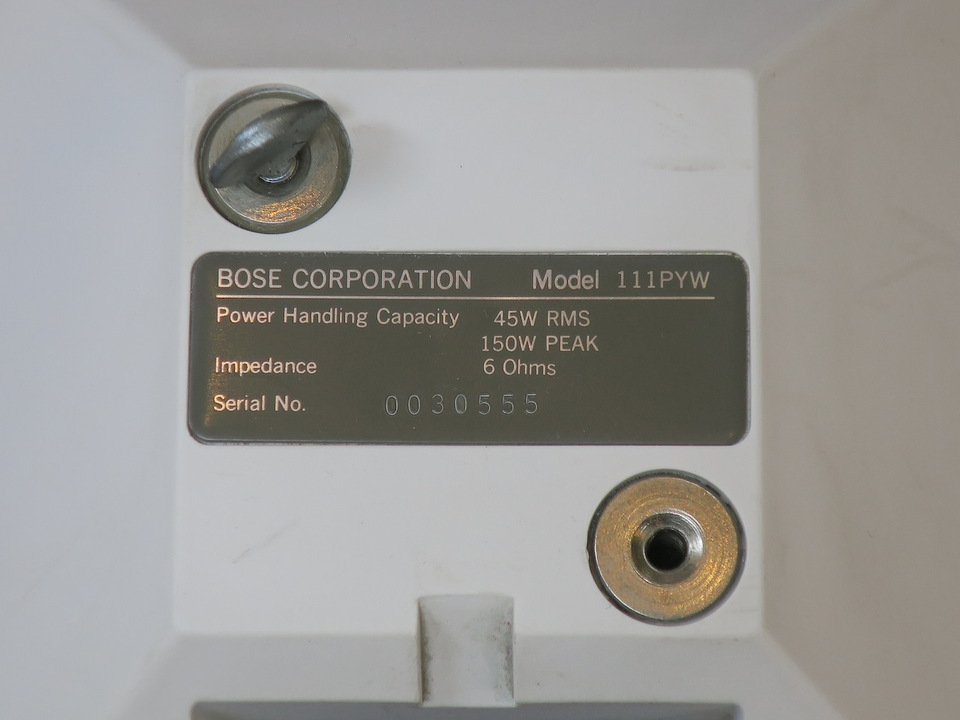 BOSE CORPORATION Model 111PYW
Power Handling Capacity 45W RMS
150W PEAK
Impedance 6 Ohms
Serial No. 0030555